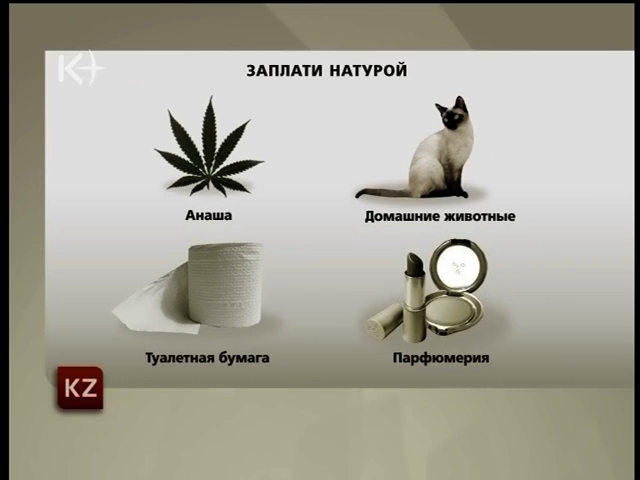 K+
ЗАПЛАТИ НАТУРОЙ
Анаша
Домашние животные
Туалетная бумага
Парфюмерия
KZ